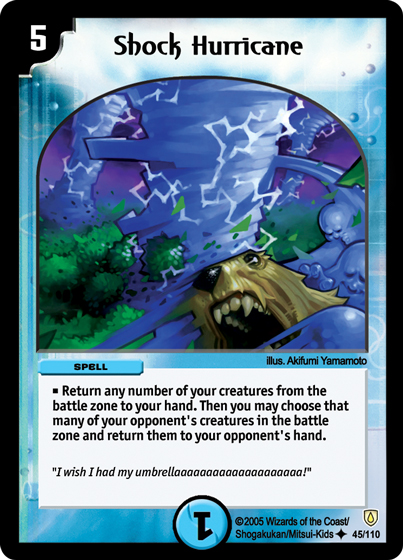 5
Shock Hurricane
illus. Akifumi Yamamoto
SPELL
▪ Return any number of your creatures from the
battle zone to your hand. Then you may choose that
many of your opponent's creatures in the battle
zone and return them to your opponent's hand.
"I wish I had my umbrellaaaaaaaaaaaaaaaaaaaaa!"
1
©2005 Wizards of the Coast/
Shogakukan/Mitsui-Kids ✦ 45/110